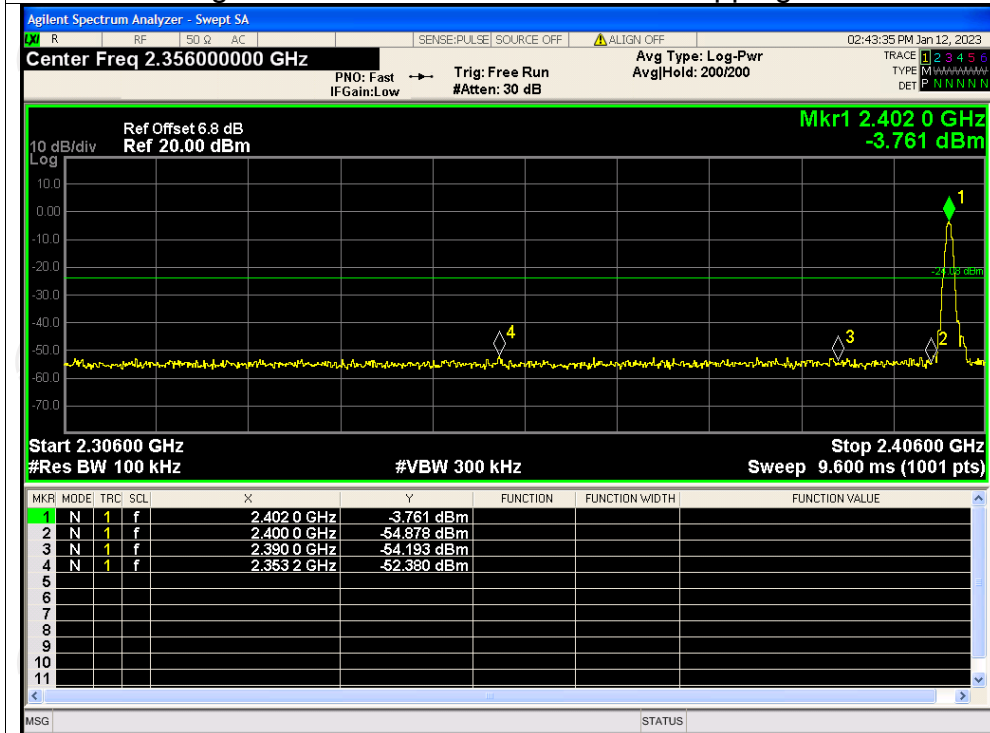 Agilent Spectrum Analyzer - Swept SA
LXI R RF 50 Ω AC SENSE:PULSE SOURCE OFF ALIGN OFF 02:43:35 PM Jan 12, 2023
Center Freq 2.356000000 GHz
PNO: Fast
IFGain:Low
Trig: Free Run
#Atten: 30 dB
Avg Type: Log-Pwr
Avg|Hold: 200/200
TRACE 1 2 3 4 5 6
TYPE M
DET P N N N N N
Mkr1 2.402 0 GHz
-3.761 dBm
Ref Offset 6.8 dB
10 dB/div Ref 20.00 dBm
Log
10.0
0.00
-10.0
-20.0
-30.0
-40.0
-50.0
-60.0
-70.0
1
4
3
2
Start 2.30600 GHz Stop 2.40600 GHz
#Res BW 100 kHz #VBW 300 kHz Sweep 9.600 ms (1001 pts)
MKR MODE TRC SCL X Y FUNCTION FUNCTION WIDTH FUNCTION VALUE
1 N 1 f 2.402 0 GHz -3.761 dBm
2 N 1 f 2.400 0 GHz -54.878 dBm
3 N 1 f 2.390 0 GHz -54.193 dBm
4 N 1 f 2.353 2 GHz -52.380 dBm
5
6
7
8
9
10
11
MSG STATUS